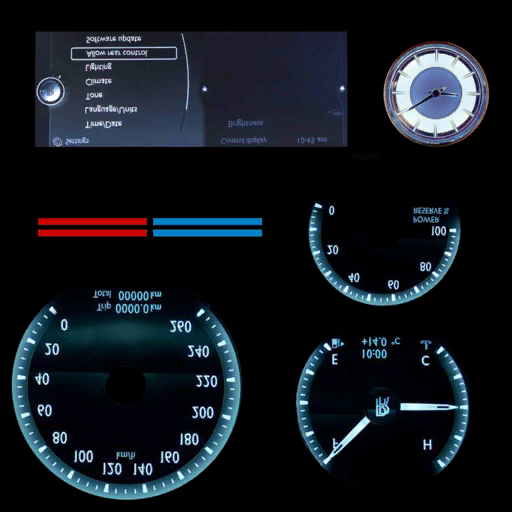 Software update
Allow rear control
Lighting
Climate
Tone
Language/Units
Time/Date
Brightness
Settings
Control display
10:45 am
0
20
40
60
80
100
RESERVE %
POWER
Total 00000 km
Trip 0000.0 km
0
20
40
60
80
100
120
140
160
180
200
220
240
260
km/h
+14.0 °C
10:00
E
C
F
H
R